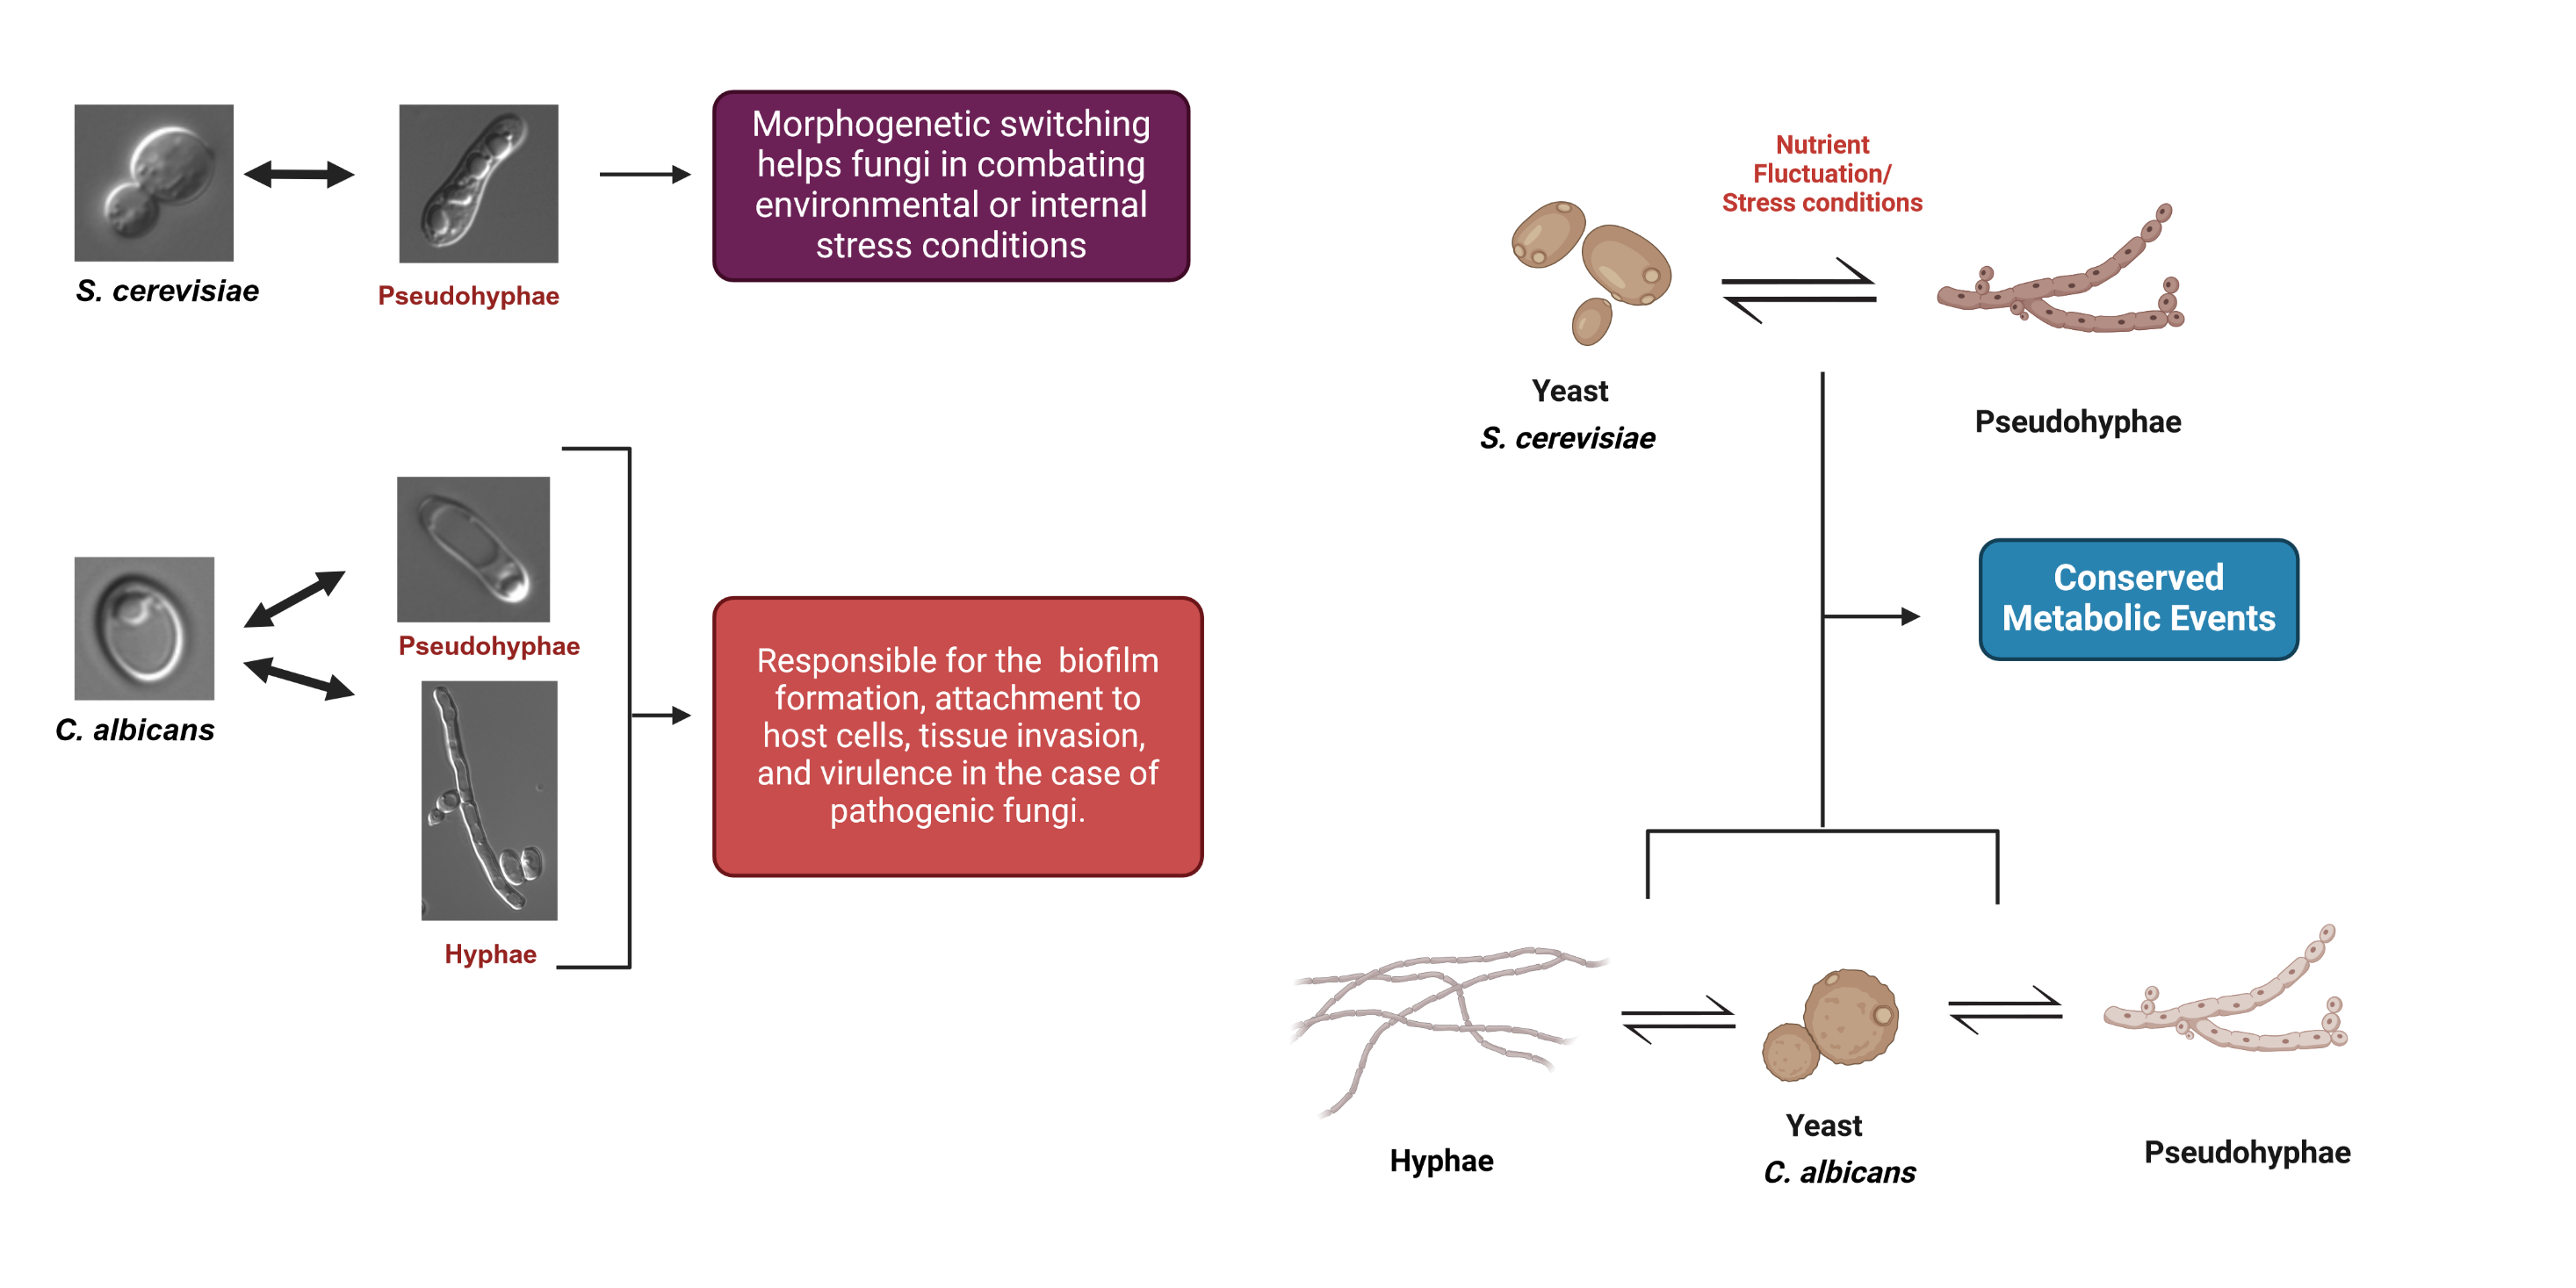 Morphogenetic switching
helps fungi in combating
environmental or internal
stress conditions
S. cerevisiae
Pseudohyphae
Pseudohyphae
C. albicans
Hyphae
Responsible for the  biofilm
formation, attachment to
host cells, tissue invasion,
and virulence in the case of
pathogenic fungi.
Nutrient
Fluctuation/
Stress conditions
Yeast
S. cerevisiae
Pseudohyphae
Conserved
Metabolic Events
Hyphae
Yeast
C. albicans
Pseudohyphae